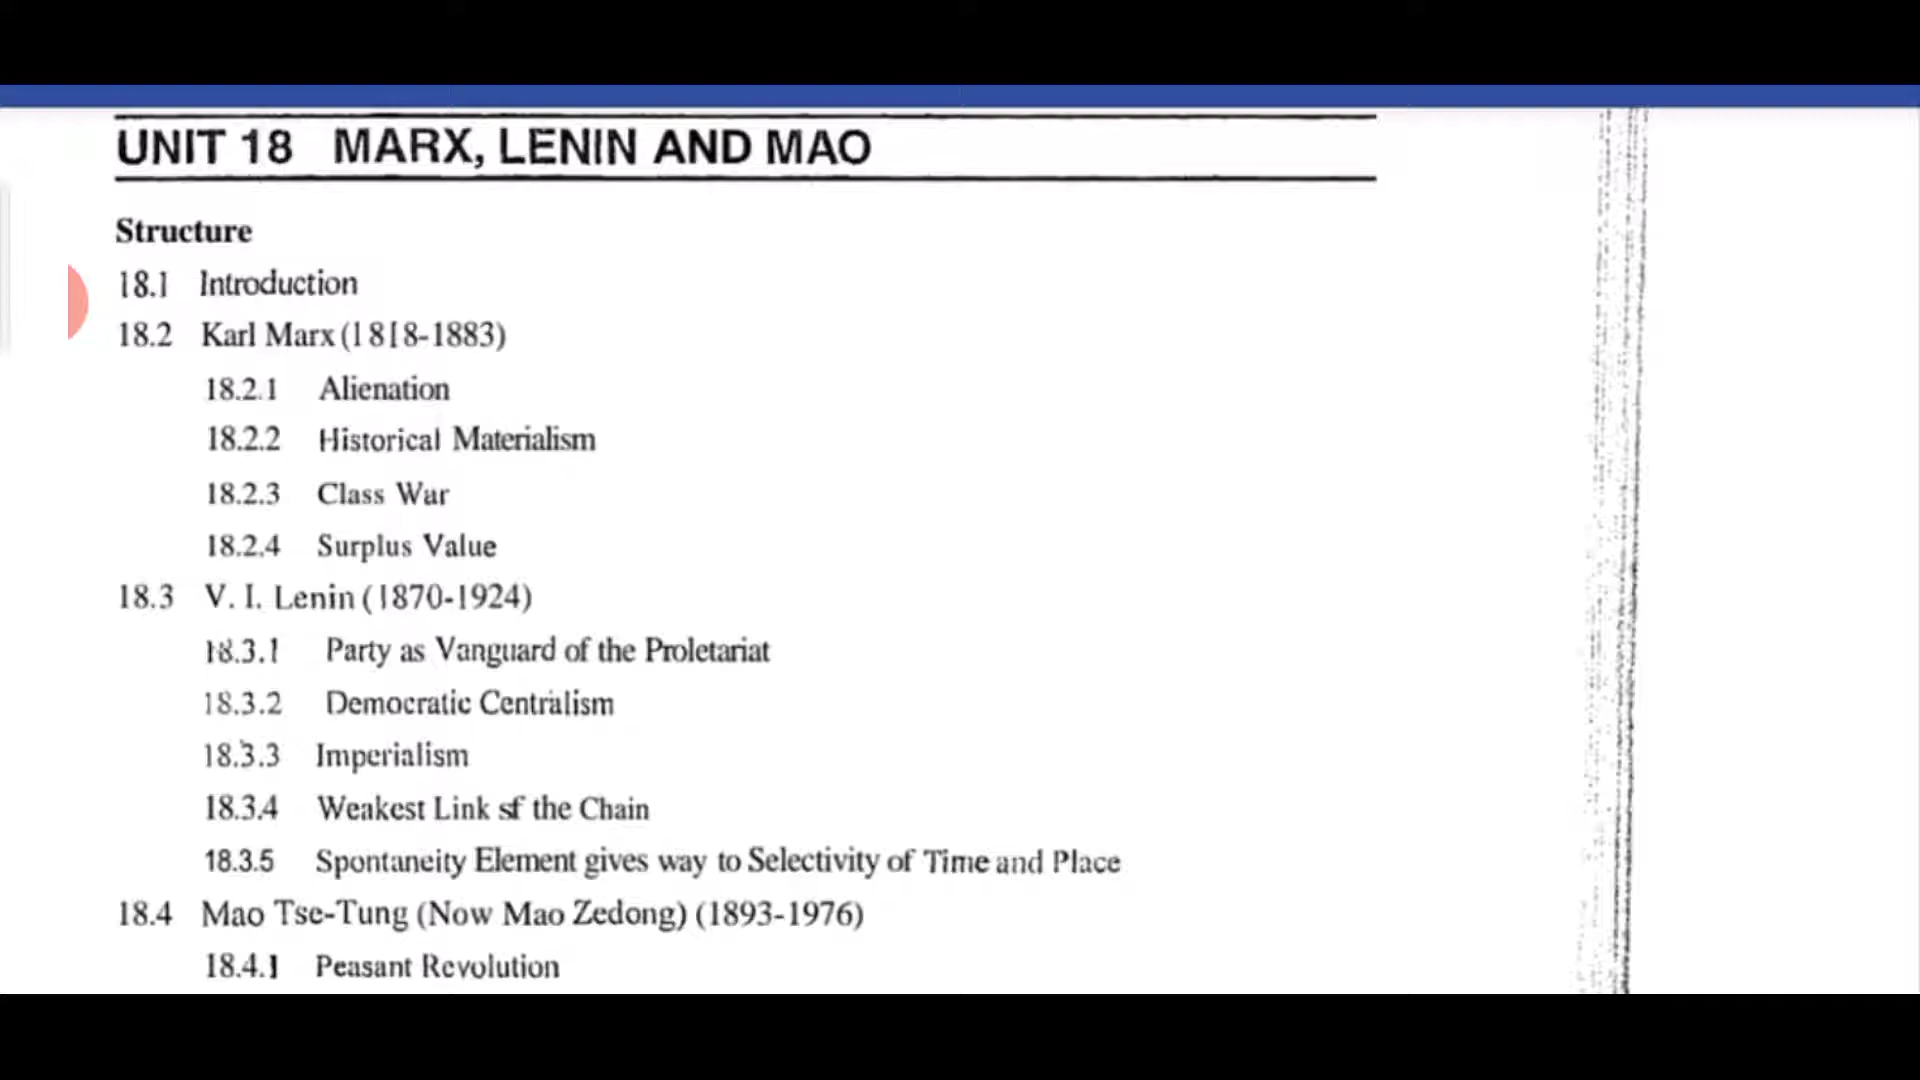 UNIT 18 MARX, LENIN AND MAO
Structure
18.1 Introduction
18.2 Karl Marx (1818-1883)
18.2.1 Alienation
18.2.2 Historical Materialism
18.2.3 Class War
18.2.4 Surplus Value
18.3 V. I. Lenin (1870-1924)
18.3.1 Party as Vanguard of the Proletariat
18.3.2 Democratic Centralism
18.3.3 Imperialism
18.3.4 Weakest Link sf the Chain
18.3.5 Spontaneity Element gives way to Selectivity of Time and Place
18.4 Mao Tse-Tung (Now Mao Zedong) (1893-1976)
18.4.1 Peasant Revolution